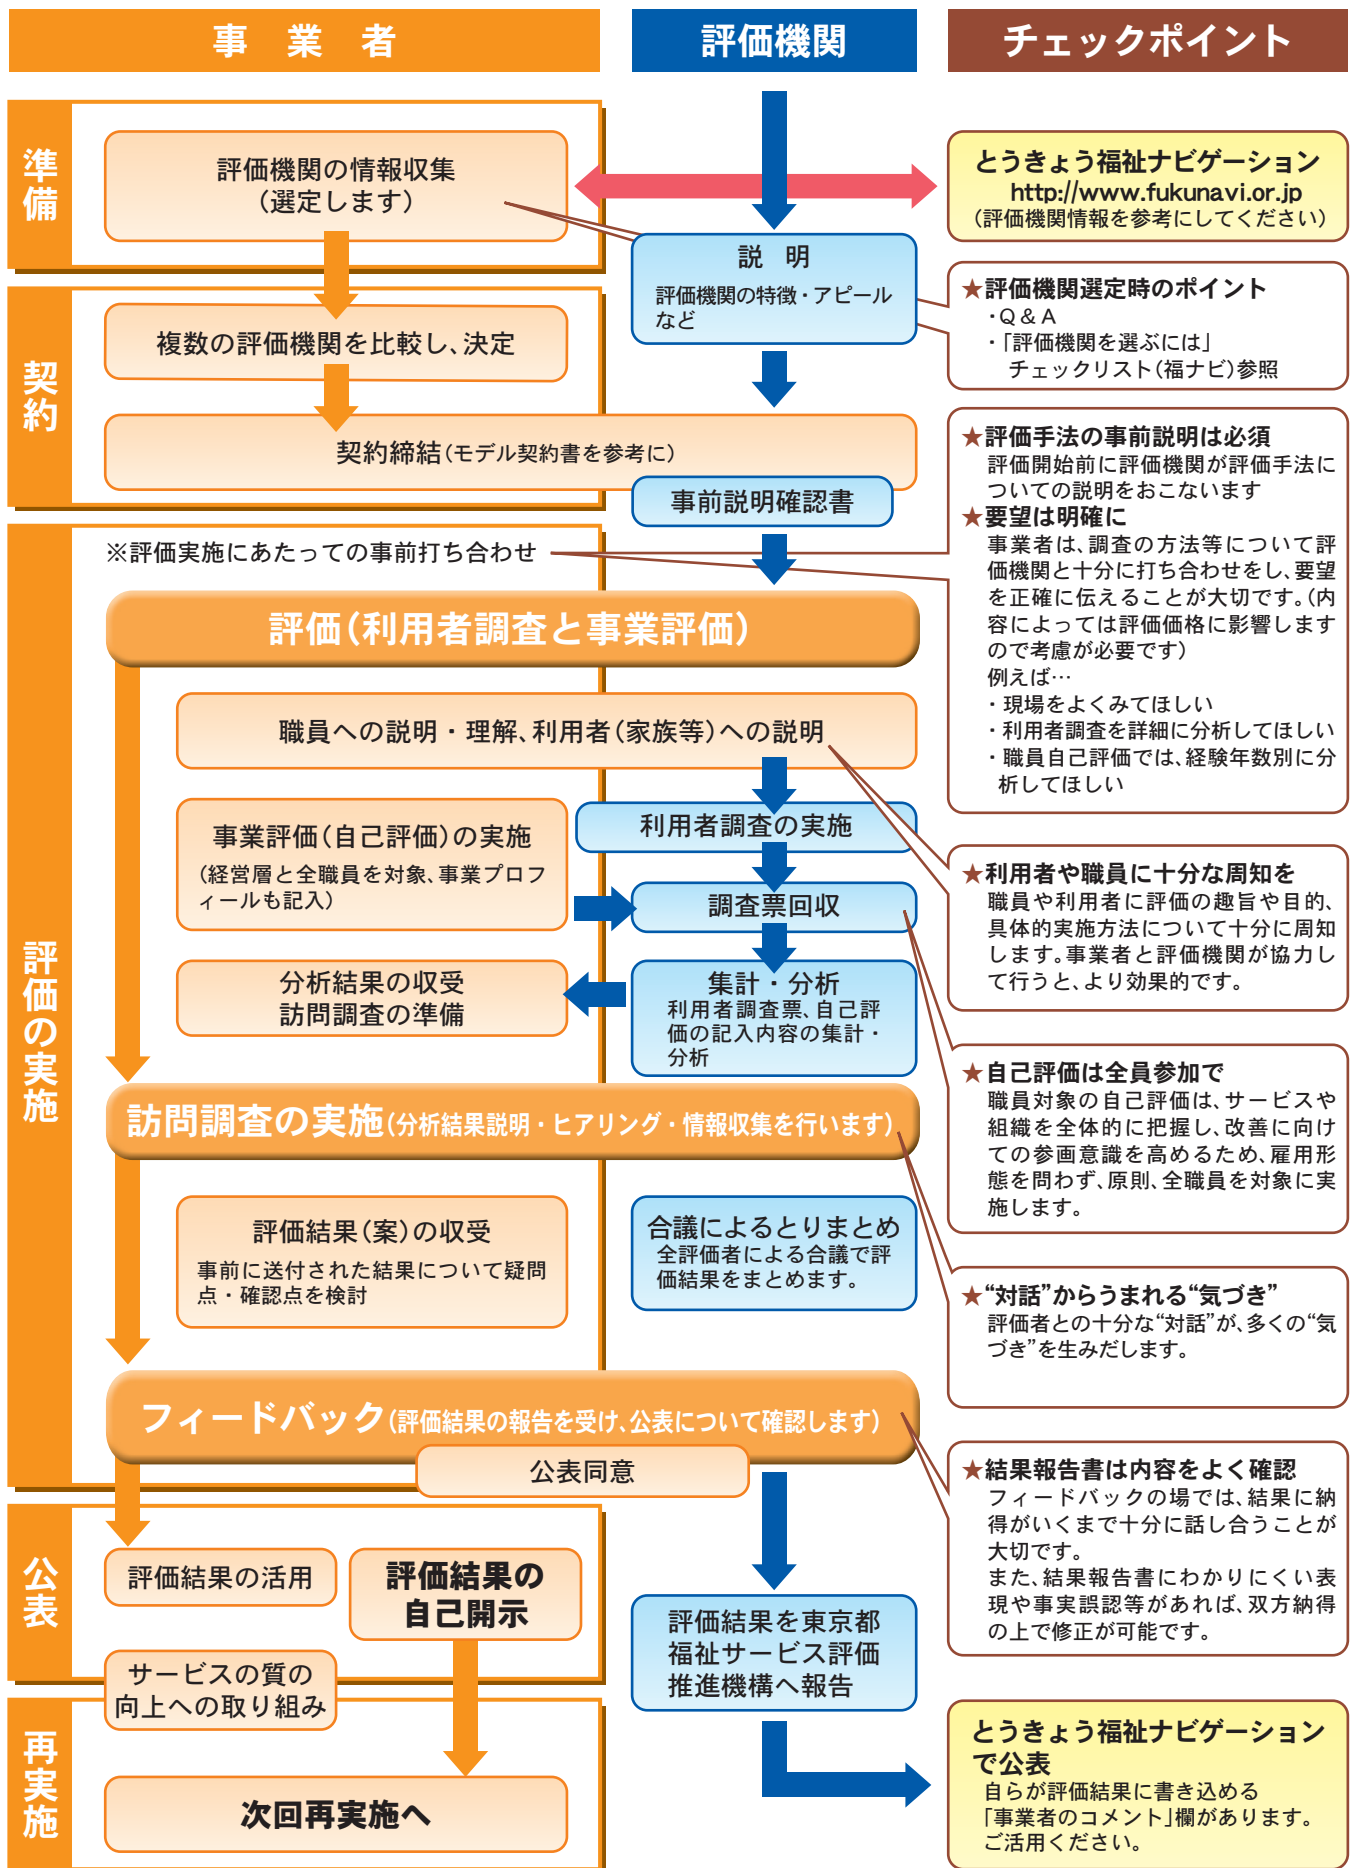 事業者
評価機関
チェックポイント
準備
評価機関の情報収集
（選定します）
とうきょう福祉ナビゲーション
http://www.fukunavi.or.jp
（評価機関情報を参考にしてください）
説 明
評価機関の特徴・アピール
など
★評価機関選定時のポイント
・Q & A
・「評価機関を選ぶには」
チェックリスト（福ナビ）参照
契約
複数の評価機関を比較し、決定
契約締結（モデル契約書を参考に）
事前説明確認書
★評価手法の事前説明は必須
評価開始前に評価機関が評価手法に
ついての説明をおこないます
★要望は明確に
事業者は、調査の方法等について評
価機関と十分に打ち合わせをし、要望
を正確に伝えることが大切です。（内
容によっては評価価格に影響します
ので考慮が必要です）
例えば…
・現場をよくみてほしい
・利用者調査を詳細に分析してほしい
・職員自己評価では、経験年数別に分
析してほしい
評価の実施
※評価実施にあたっての事前打ち合わせ
評価（利用者調査と事業評価）
職員への説明・理解、利用者（家族等）への説明
事業評価（自己評価）の実施
（経営層と全職員を対象、事業プロフ
ィールも記入）
利用者調査の実施
調査票回収
分析結果の収受
訪問調査の準備
集計・分析
利用者調査票、自己評
価の記入内容の集計・
分析
★利用者や職員に十分な周知を
職員や利用者に評価の趣旨や目的、
具体的実施方法について十分に周知
します。事業者と評価機関が協力し
て行うと、より効果的です。
★自己評価は全員参加で
職員対象の自己評価は、サービスや
組織を全体的に把握し、改善に向け
ての参画意識を高めるため、雇用形
態を問わず、原則、全職員を対象に実
施します。
訪問調査の実施（分析結果説明・ヒアリング・情報収集を行います）
評価結果（案）の収受
事前に送付された結果について疑問
点・確認点を検討
合議によるとりまとめ
全評価者による合議で評
価結果をまとめます。
★“対話”からうまれる“気づき”
評価者との十分な“対話”が、多くの“気
づき”を生みだします。
フィードバック（評価結果の報告を受け、公表について確認します）
公表同意
★結果報告書は内容をよく確認
フィードバックの場では、結果に納
得がいくまで十分に話し合うことが
大切です。
また、結果報告書にわかりにくい表
現や事実誤認等があれば、双方納得
の上で修正が可能です。
公表
評価結果の活用
評価結果の
自己開示
サービスの質の
向上への取り組み
評価結果を東京都
福祉サービス評価
推進機構へ報告
再実施
次回再実施へ
とうきょう福祉ナビゲーション
で公表
自らが評価結果に書き込める
「事業者のコメント」欄があります。
ご活用ください。